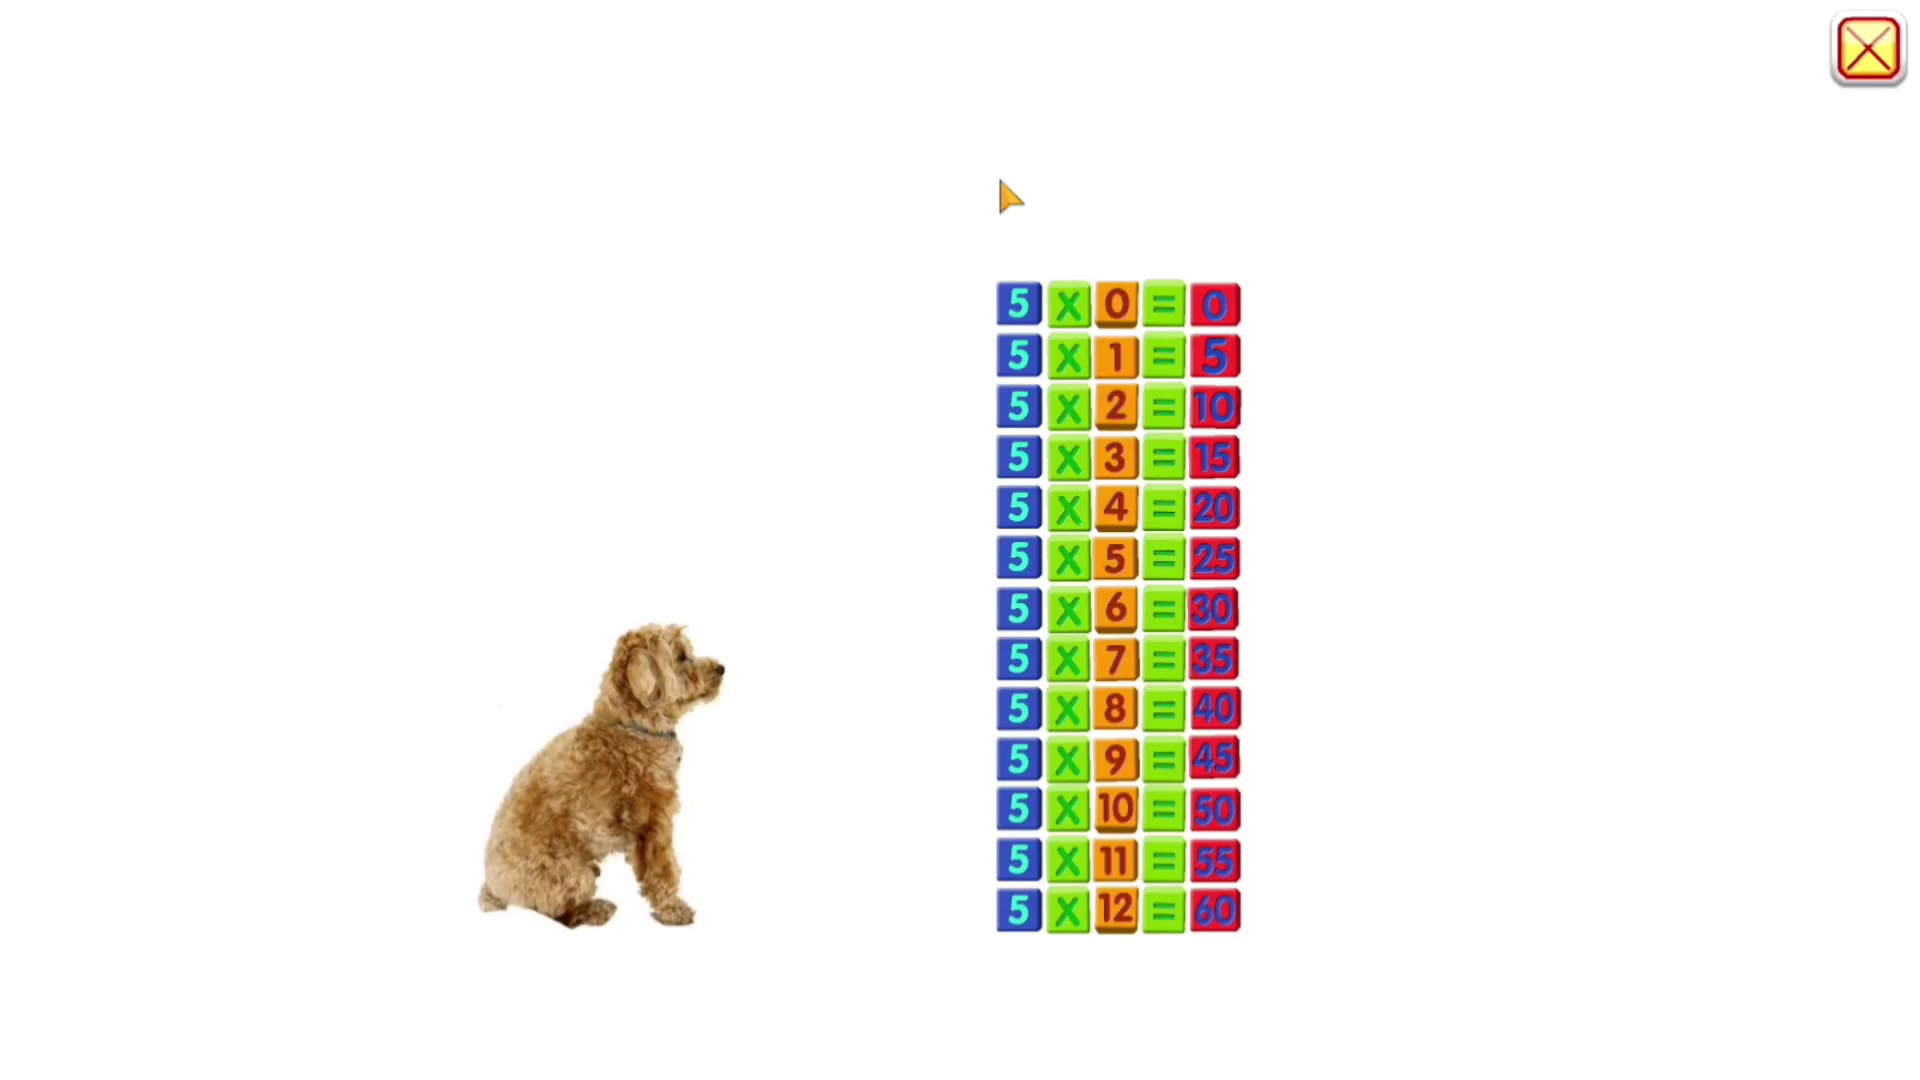 5 x 0 = 0
5 x 1 = 5
5 x 2 = 10
5 x 3 = 15
5 x 4 = 20
5 x 5 = 25
5 x 6 = 30
5 x 7 = 35
5 x 8 = 40
5 x 9 = 45
5 x 10 = 50
5 x 11 = 55
5 x 12 = 60